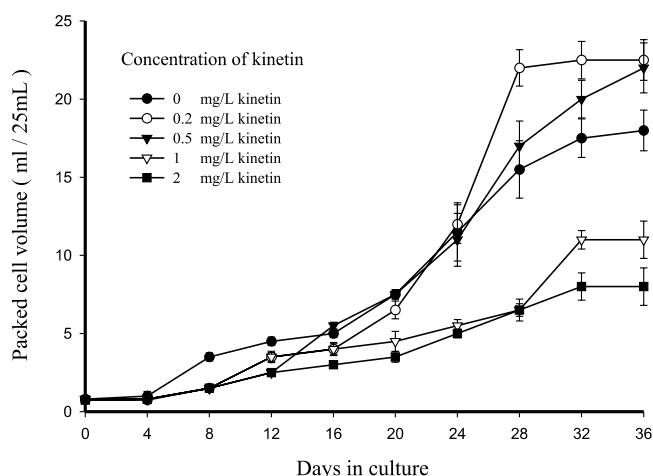 25
20
15
10
5
0
Packed cell volume ( ml / 25mL )
Concentration of kinetin
0 mg/L kinetin
0.2 mg/L kinetin
0.5 mg/L kinetin
1 mg/L kinetin
2 mg/L kinetin
0 4 8 12 16 20 24 28 32 36
Days in culture